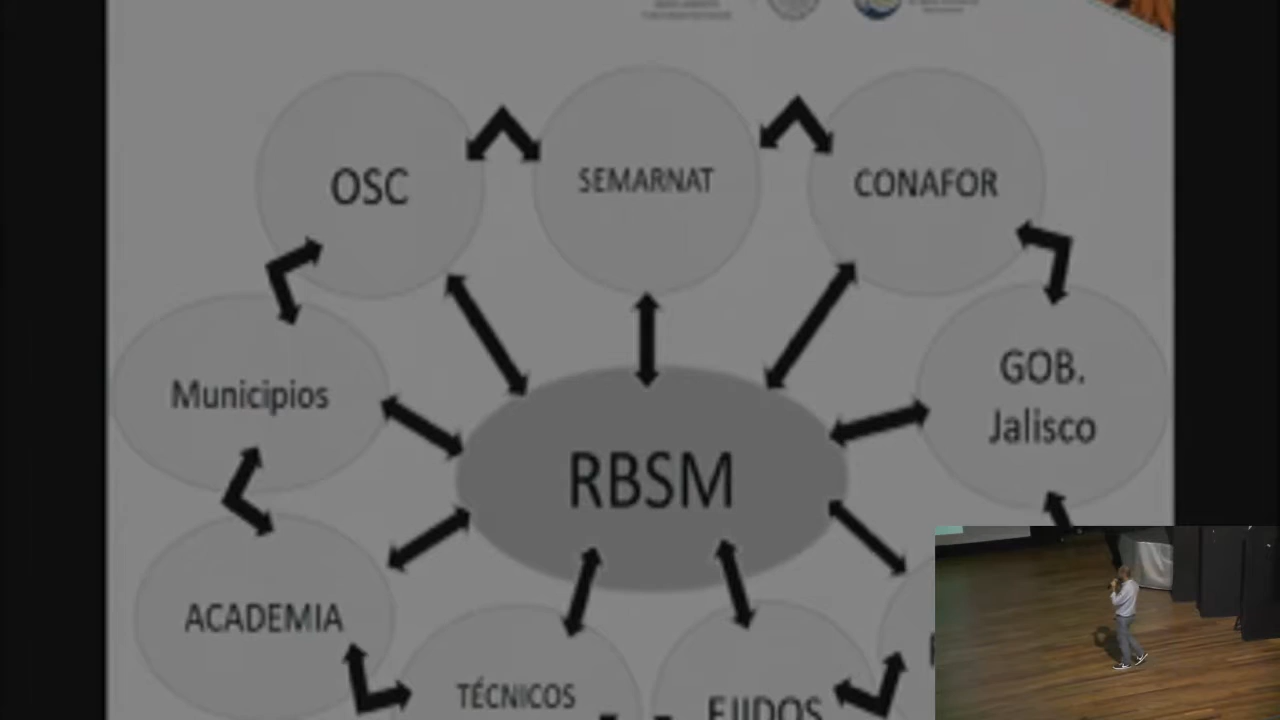 OSC
SEMARNAT
CONAFOR
Municipios
GOB.
Jalisco
RBSM
ACADEMIA
TÉCNICOS
EJIDOS